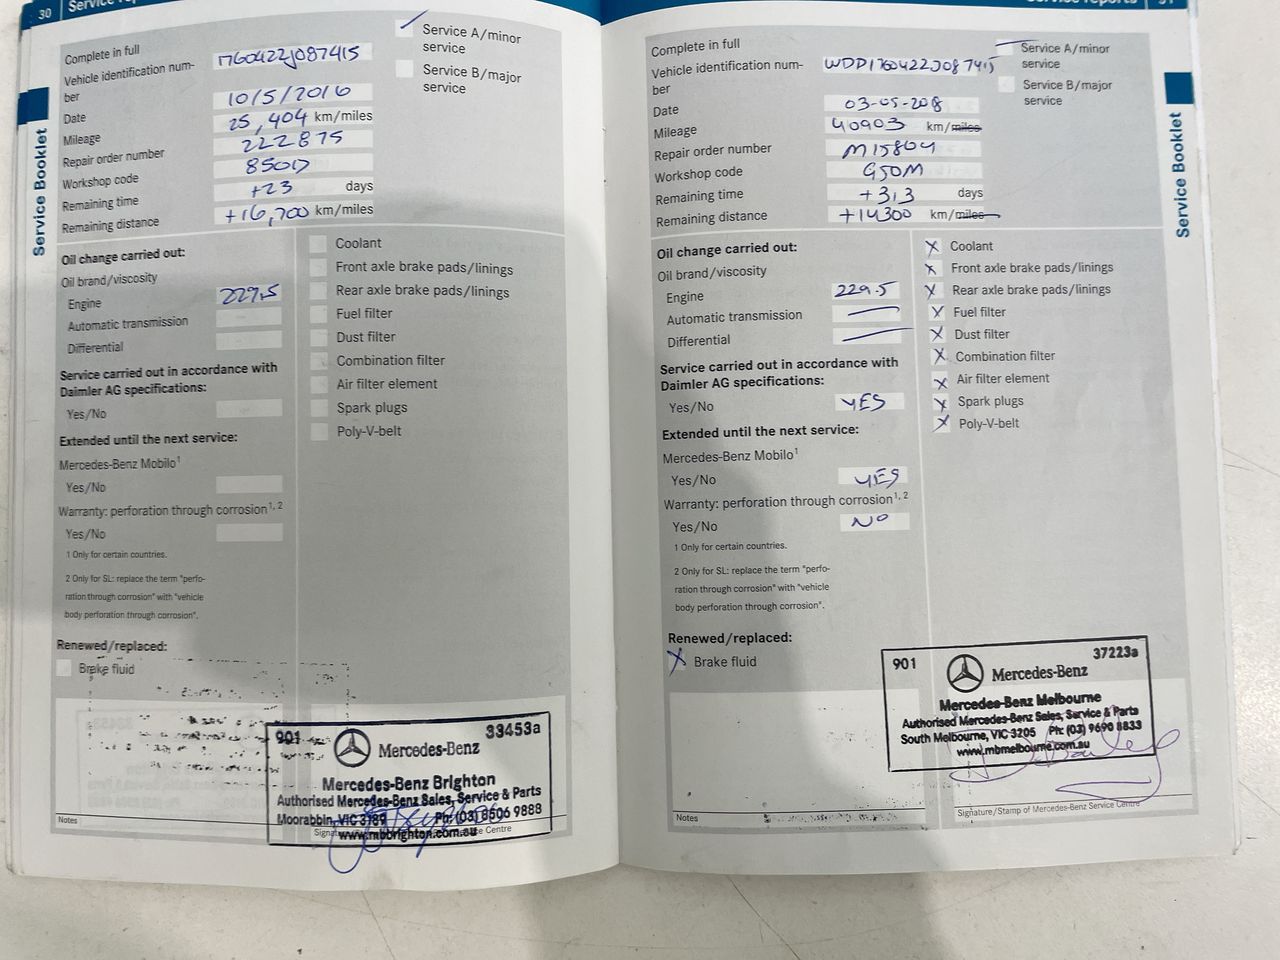 30
Complete in full
Service A/minor service
Service B/major service
Vehicle identification number 1760422J087415
Date 10/5/2016
Mileage 25,404 km/miles
Repair order number 222875
Workshop code 850D
Remaining time +23 days
Remaining distance +16,700 km/miles
Service Booklet
Oil change carried out:
Oil brand/viscosity
Engine 229.5
Automatic transmission
Differential
Service carried out in accordance with
Daimler AG specifications:
Yes/No
Extended until the next service:
Mercedes-Benz Mobilo¹
Yes/No
Warranty: perforation through corrosion¹, ²
Yes/No
1 Only for certain countries.
2 Only for SL: replace the term "perfo-
ration through corrosion" with "vehicle
body perforation through corrosion".
Renewed/replaced:
Brake fluid
Coolant
Front axle brake pads/linings
Rear axle brake pads/linings
Fuel filter
Dust filter
Combination filter
Air filter element
Spark plugs
Poly-V-belt
901 33453a
Mercedes-Benz
Mercedes-Benz Brighton
Authorised Mercedes-Benz Sales, Service & Parts
Moorabbin, VIC 3189 Ph: (03) 8506 9888
www.mbbrighton.com.au
Notes
Centre
Complete in full
Service A/minor service
Service B/major service
Vehicle identification number WDD1760422J087415
Date 03-05-208
Mileage 40903 km/miles
Repair order number M15804
Workshop code G50M
Remaining time +313 days
Remaining distance +14300 km/miles
Service Booklet
Oil change carried out:
Oil brand/viscosity
Engine 229.5
Automatic transmission
Differential
Service carried out in accordance with
Daimler AG specifications:
Yes/No YES
Extended until the next service:
Mercedes-Benz Mobilo¹
Yes/No YES
Warranty: perforation through corrosion¹, ²
Yes/No NO
1 Only for certain countries.
2 Only for SL: replace the term "perfo-
ration through corrosion" with "vehicle
body perforation through corrosion".
Renewed/replaced:
X Brake fluid
X Coolant
X Front axle brake pads/linings
X Rear axle brake pads/linings
X Fuel filter
X Dust filter
X Combination filter
X Air filter element
X Spark plugs
X Poly-V-belt
901 37223a
Mercedes-Benz
Mercedes-Benz Melbourne
Authorised Mercedes-Benz Sales, Service & Parts
South Melbourne, VIC 3205 Ph: (03) 9690 8833
www.mbmelbourne.com.au
Notes
Signature/Stamp of Mercedes-Benz Service Centre